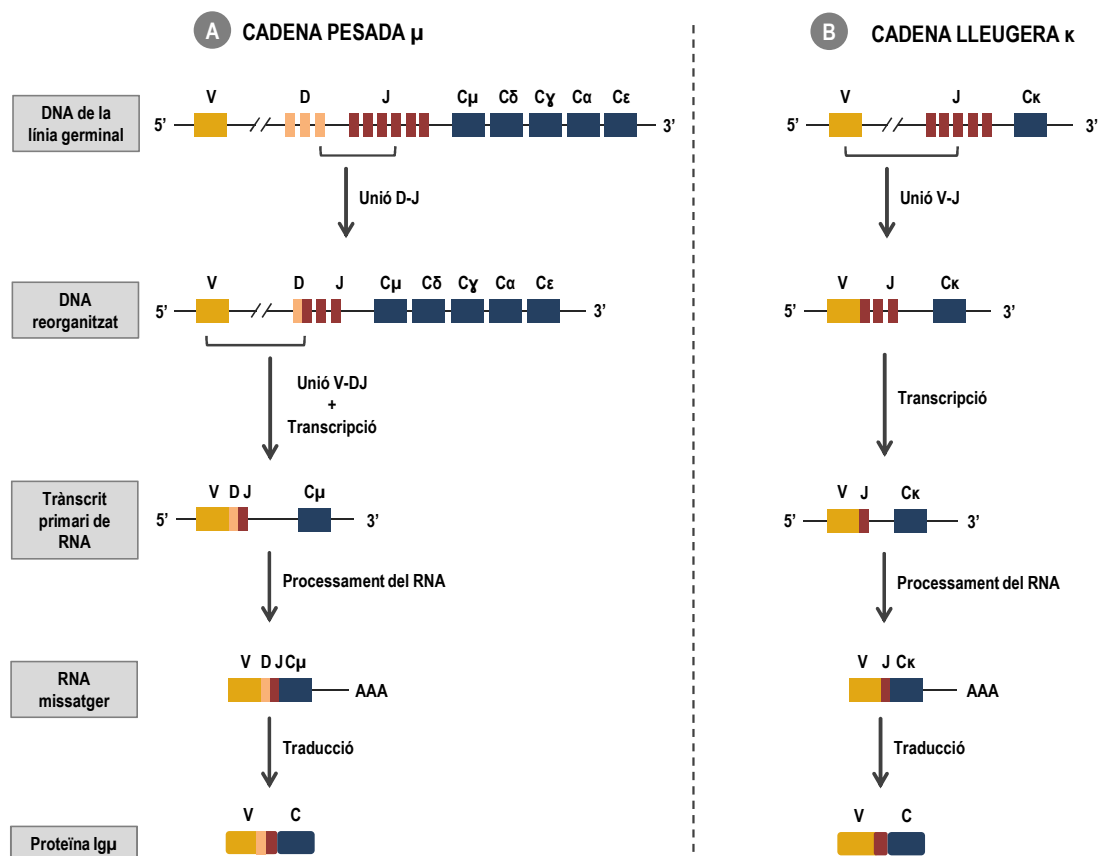 A CADENA PESADA µ
B CADENA LLEUGERA κ
DNA de la
línia germinal
V D J Cµ Cδ Cɣ Cα Cε
5’ 3’
V J Cκ
5’ 3’
Unió D-J
Unió V-J
DNA
reorganitzat
V D J Cµ Cδ Cɣ Cα Cε
5’ 3’
V J Cκ
5’ 3’
Unió V-DJ
+
Transcripció
Transcripció
Trànscrit
primari de
RNA
V D J Cµ
5’ 3’
V J Cκ
5’ 3’
Processament del RNA
Processament del RNA
RNA
missatger
V D J Cµ
AAA
V J Cκ
AAA
Traducció
Traducció
Proteïna Igµ
V C
V C